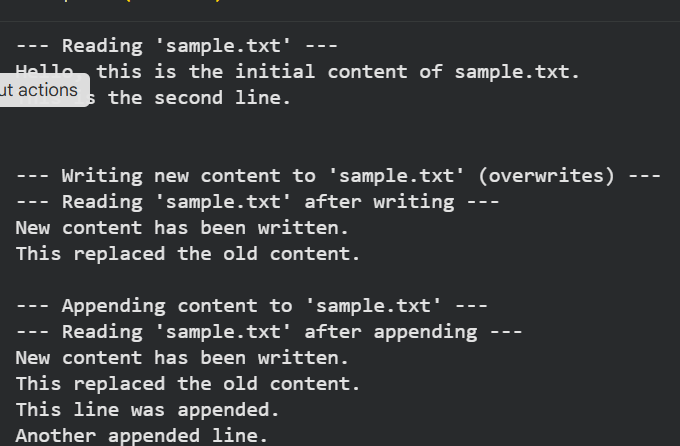 --- Reading 'sample.txt' ---
Hello, this is the initial content of sample.txt.
ut actions
s the second line.
--- Writing new content to 'sample.txt' (overwrites) ---
--- Reading 'sample.txt' after writing ---
New content has been written.
This replaced the old content.
--- Appending content to 'sample.txt' ---
--- Reading 'sample.txt' after appending ---
New content has been written.
This replaced the old content.
This line was appended.
Another appended line.